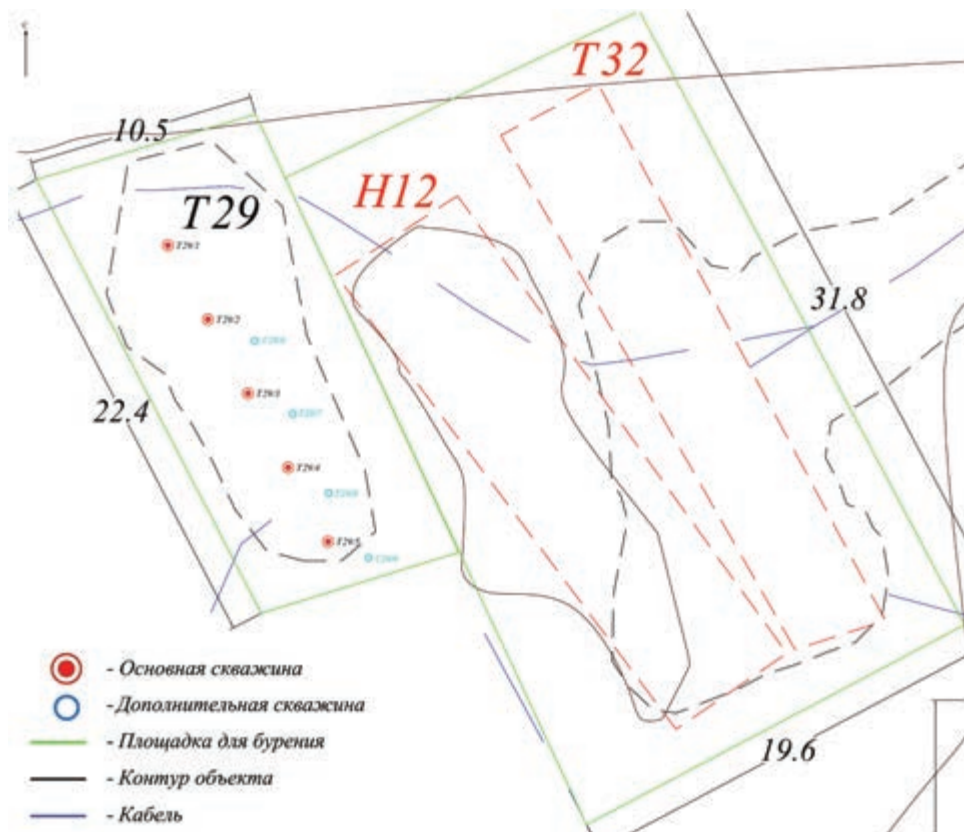 с
T32
10.5
H12
T29
T29/1
T29/2
T29/3
T29/4
T29/5
31.8
22.4
19.6
- Основная скважина
- Дополнительная скважина
- Площадка для бурения
- Контур объекта
- Кабель